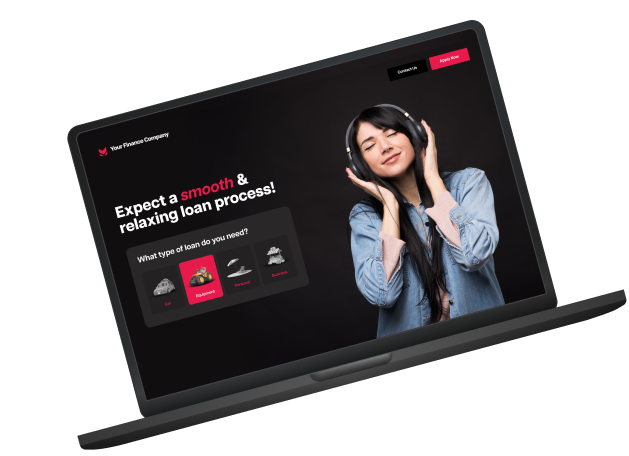 Contact Us
Apply Now
Your Finance Company
Expect a smooth &
relaxing loan process!
What type of loan do you need?
Car
Equipment
Personal
Business